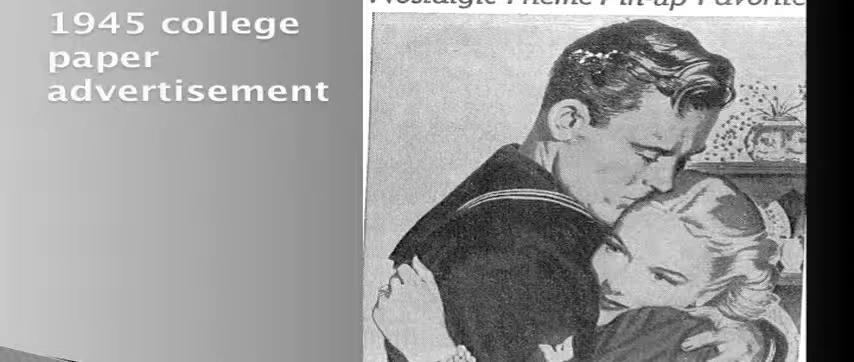 Nostalgic Theme Pin-up Favorite
1945 college
paper
advertisement